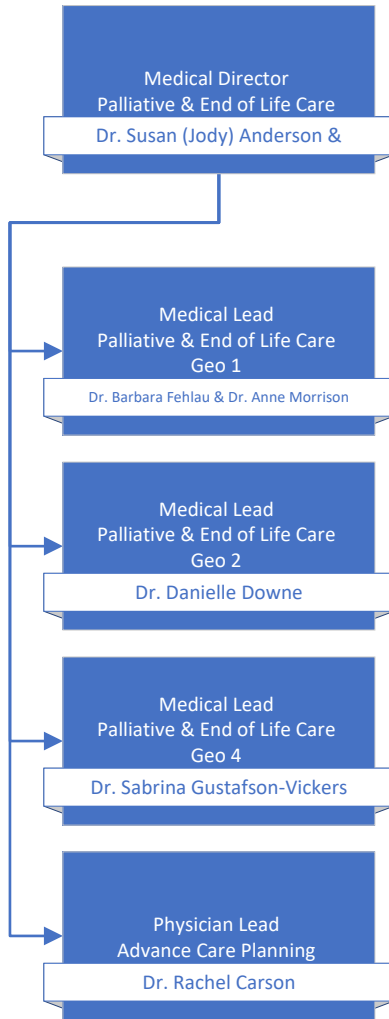 Medical Director
Palliative & End of Life Care
Dr. Susan (Jody) Anderson &
Medical Lead
Palliative & End of Life Care
Geo 1
Dr. Barbara Fehlau & Dr. Anne Morrison
Medical Lead
Palliative & End of Life Care
Geo 2
Dr. Danielle Downe
Medical Lead
Palliative & End of Life Care
Geo 4
Dr. Sabrina Gustafson-Vickers
Physician Lead
Advance Care Planning
Dr. Rachel Carson